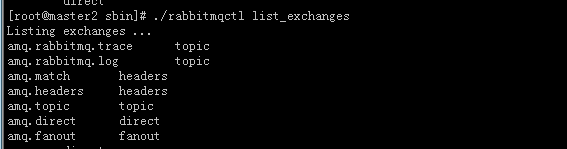 direct
[root@master2 sbin]# ./rabbitmqctl list_exchanges
Listing exchanges ...
amq.rabbitmq.trace topic
amq.rabbitmq.log topic
amq.match headers
amq.headers headers
amq.topic topic
amq.direct direct
amq.fanout fanout
direct